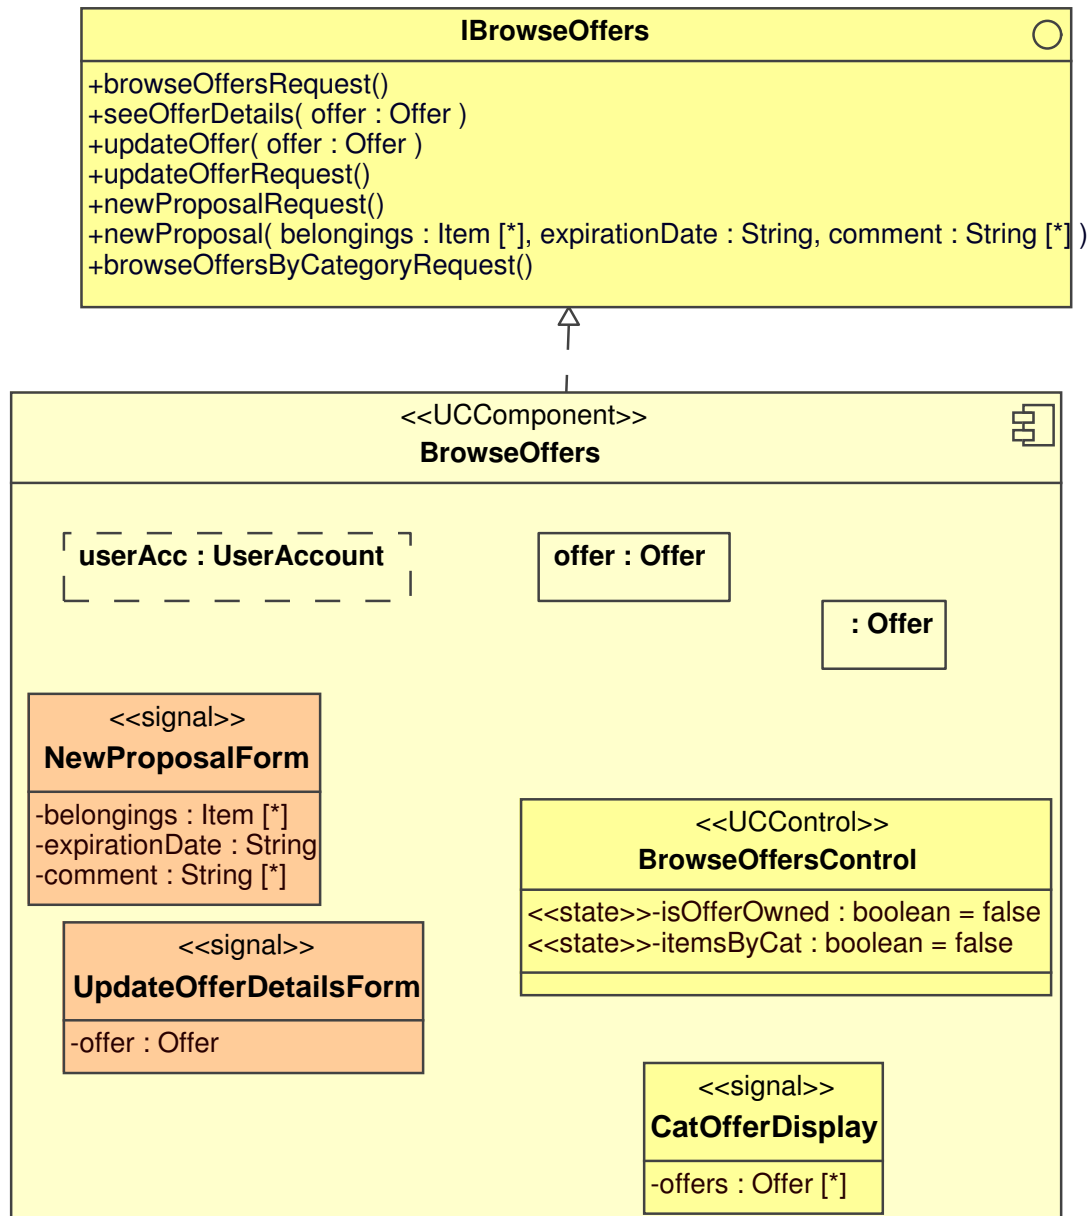 IBrowseOffers
+browseOffersRequest()
+seeOfferDetails( offer : Offer )
+updateOffer( offer : Offer )
+updateOfferRequest()
+newProposalRequest()
+newProposal( belongings : Item [*], expirationDate : String, comment : String [*] )
+browseOffersByCategoryRequest()
<<UCComponent>>
BrowseOffers
userAcc : UserAccount
offer : Offer
: Offer
<<signal>>
NewProposalForm
-belongings : Item [*]
-expirationDate : String
-comment : String [*]
<<UCControl>>
BrowseOffersControl
<<state>>-isOfferOwned : boolean = false
<<state>>-itemsByCat : boolean = false
<<signal>>
UpdateOfferDetailsForm
-offer : Offer
<<signal>>
CatOfferDisplay
-offers : Offer [*]